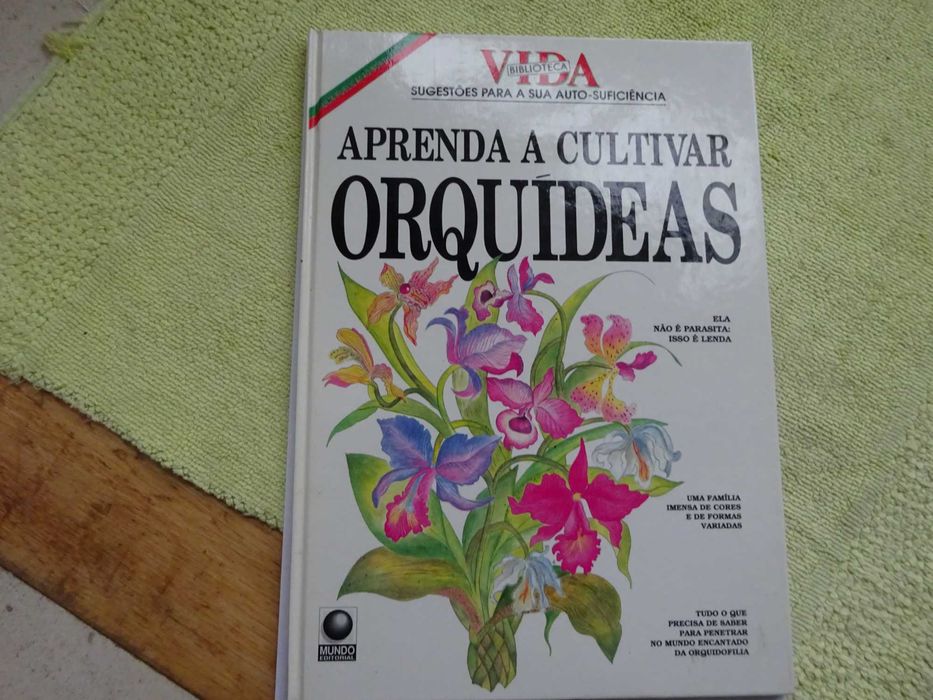 VIDA
BIBLIOTECA
SUGESTÕES PARA A SUA AUTO-SUFICIÊNCIA
APRENDA A CULTIVAR
ORQUÍDEAS
ELA
NÃO É PARASITA:
ISSO É LENDA
UMA FAMÍLIA
IMENSA DE CORES
E DE FORMAS
VARIADAS
TUDO O QUE
PRECISA DE SABER
PARA PENETRAR
NO MUNDO ENCANTADO
DA ORQUIDOFILIA
MUNDO
EDITORIAL